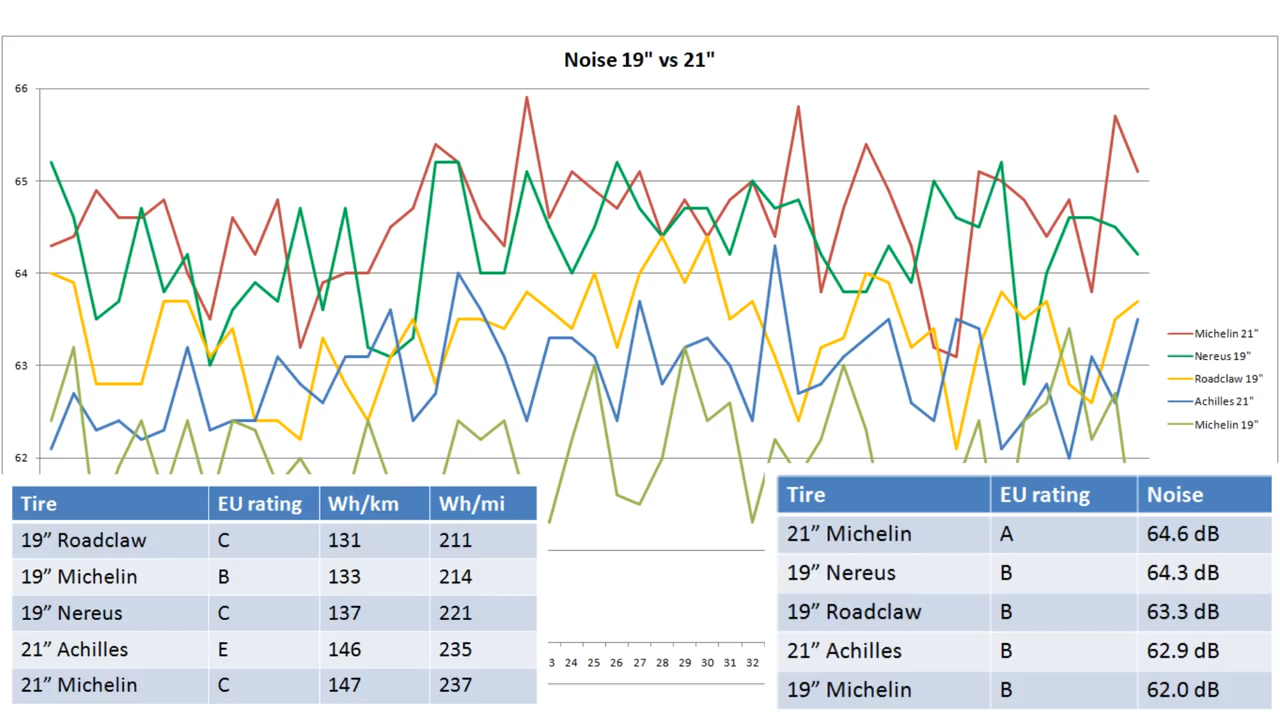 Noise 19" vs 21"
66
65
64
63
62
Michelin 21"
Nereus 19"
Roadclaw 19"
Achilles 21"
Michelin 19"
Tire EU rating Wh/km Wh/mi
19” Roadclaw C 131 211
19” Michelin B 133 214
19” Nereus C 137 221
21” Achilles E 146 235
21” Michelin C 147 237
3 24 25 26 27 28 29 30 31 32
Tire EU rating Noise
21” Michelin A 64.6 dB
19” Nereus B 64.3 dB
19” Roadclaw B 63.3 dB
21” Achilles B 62.9 dB
19” Michelin B 62.0 dB